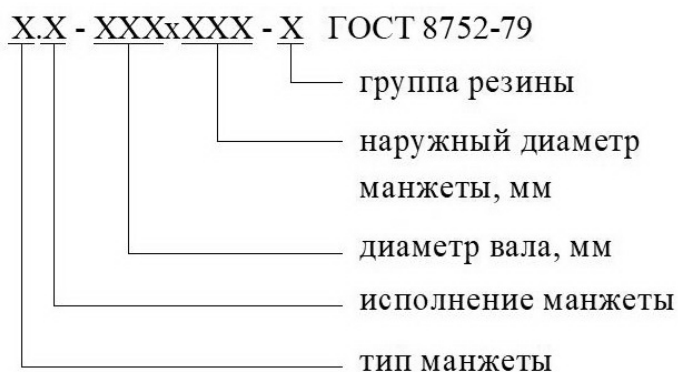 Х.Х - ХХХхХХХ - Х ГОСТ 8752-79
группа резины
наружный диаметр
манжеты, мм
диаметр вала, мм
исполнение манжеты
тип манжеты